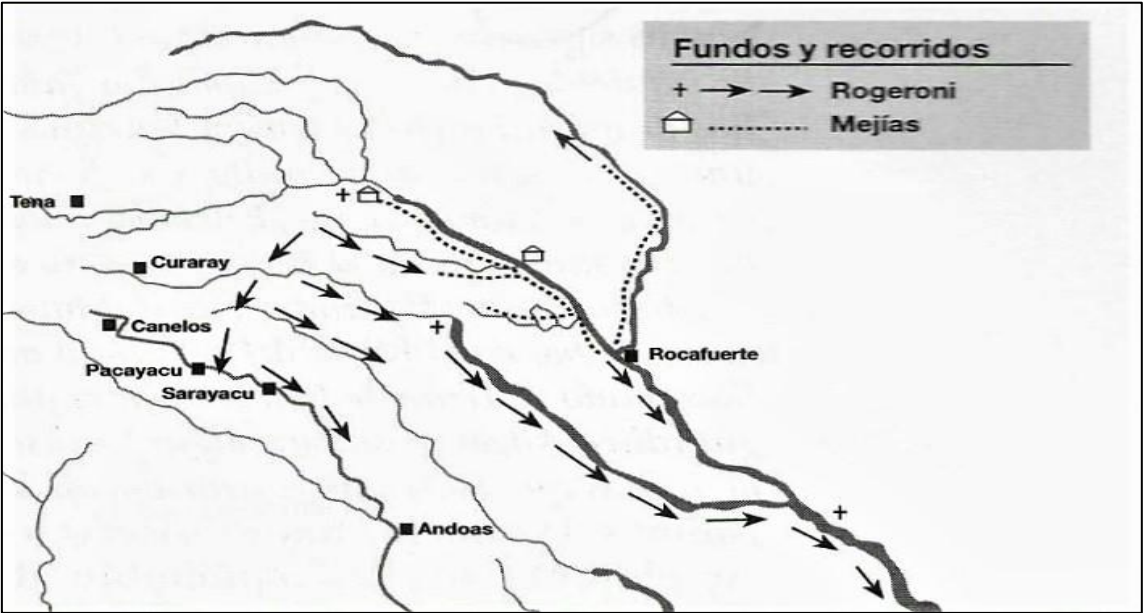 Fundos y recorridos
Rogeroni
Mejías
Tena
Curaray
Canelos
Pacayacu
Rocafuerte
Sarayacu
Andoas